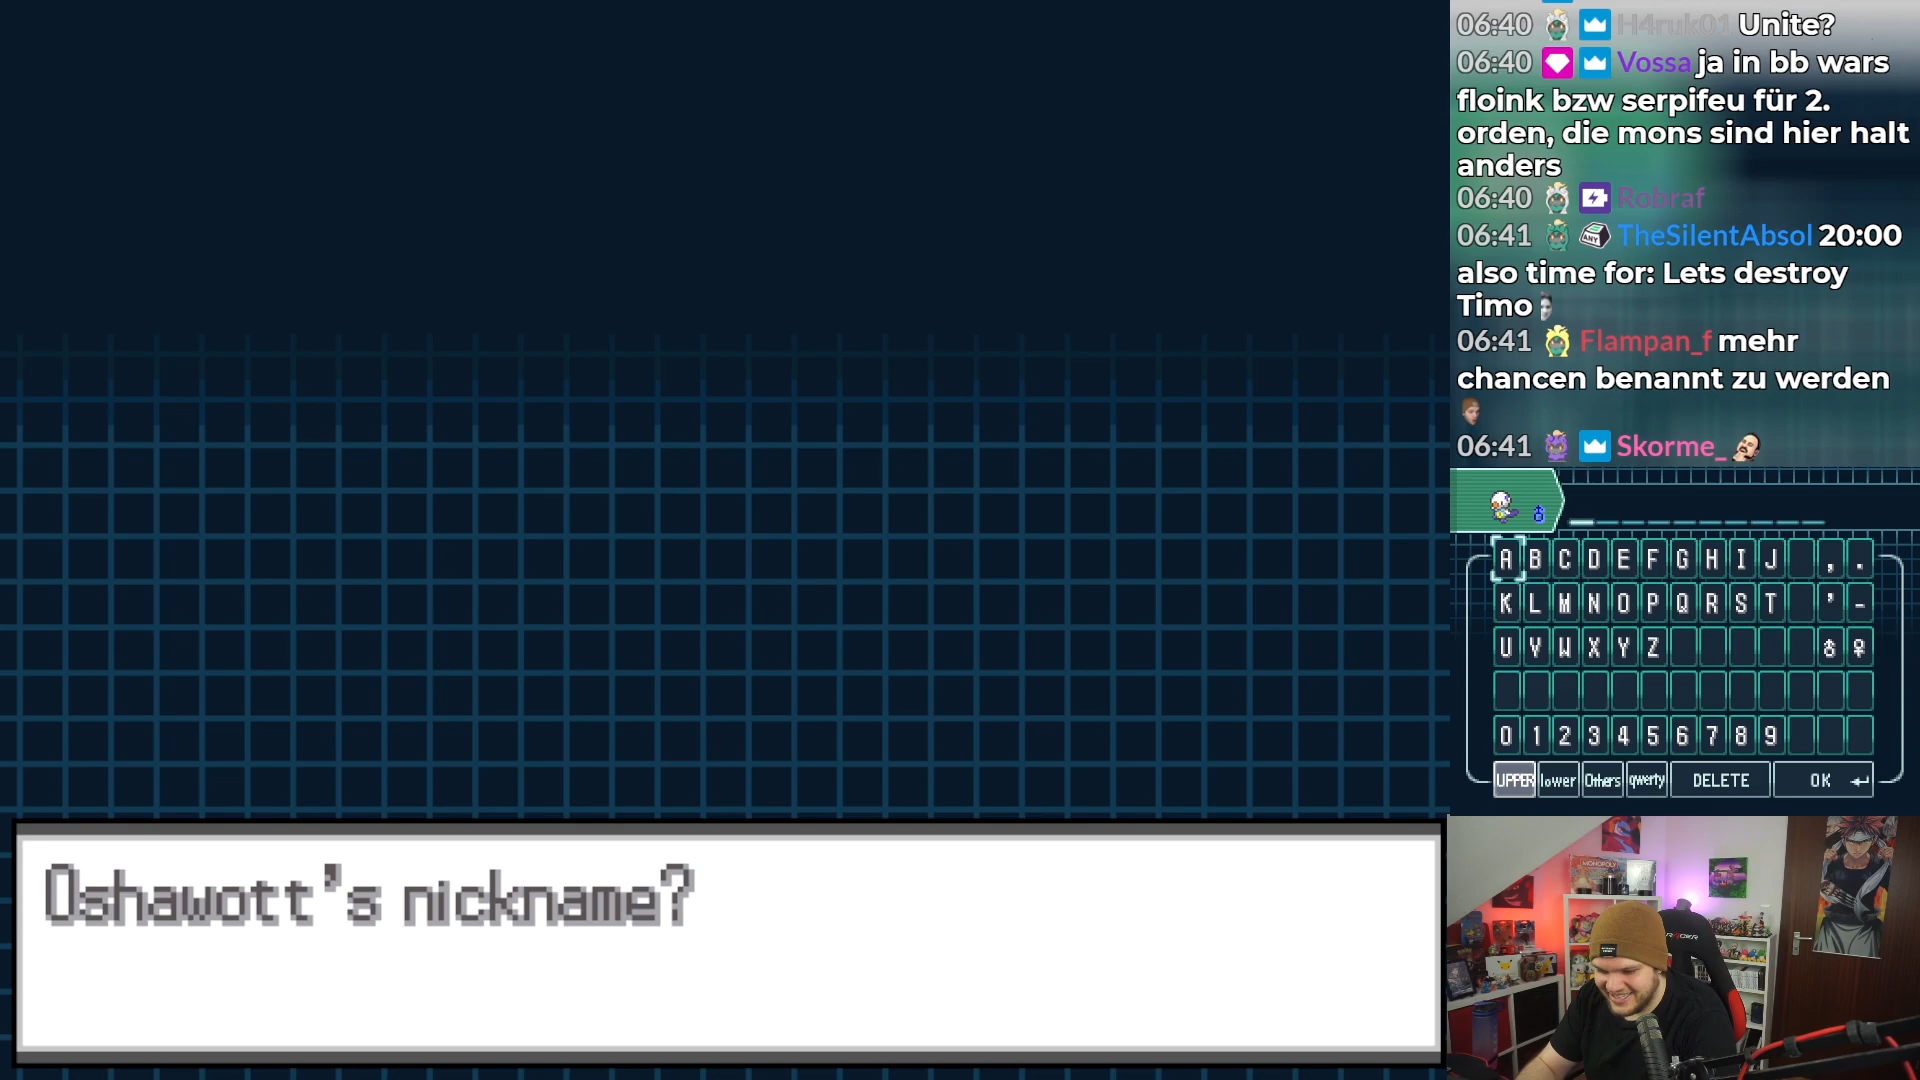 06:40 H4ruk01 Unite?
06:40 Vossa ja in bb wars
floink bzw serpifeu für 2.
orden, die mons sind hier halt
anders
06:40 Robraf
06:41 TheSilentAbsol 20:00
also time for: Lets destroy
Timo
06:41 Flampan_f mehr
chancen benannt zu werden
06:41 Skorme_
A B C D E F G H I J , .
K L M N O P Q R S T ’ -
U V W X Y Z ♂ ♀
0 1 2 3 4 5 6 7 8 9
UPPER lower Others qwerty DELETE OK
Oshawott’s nickname?
MONOPOLY